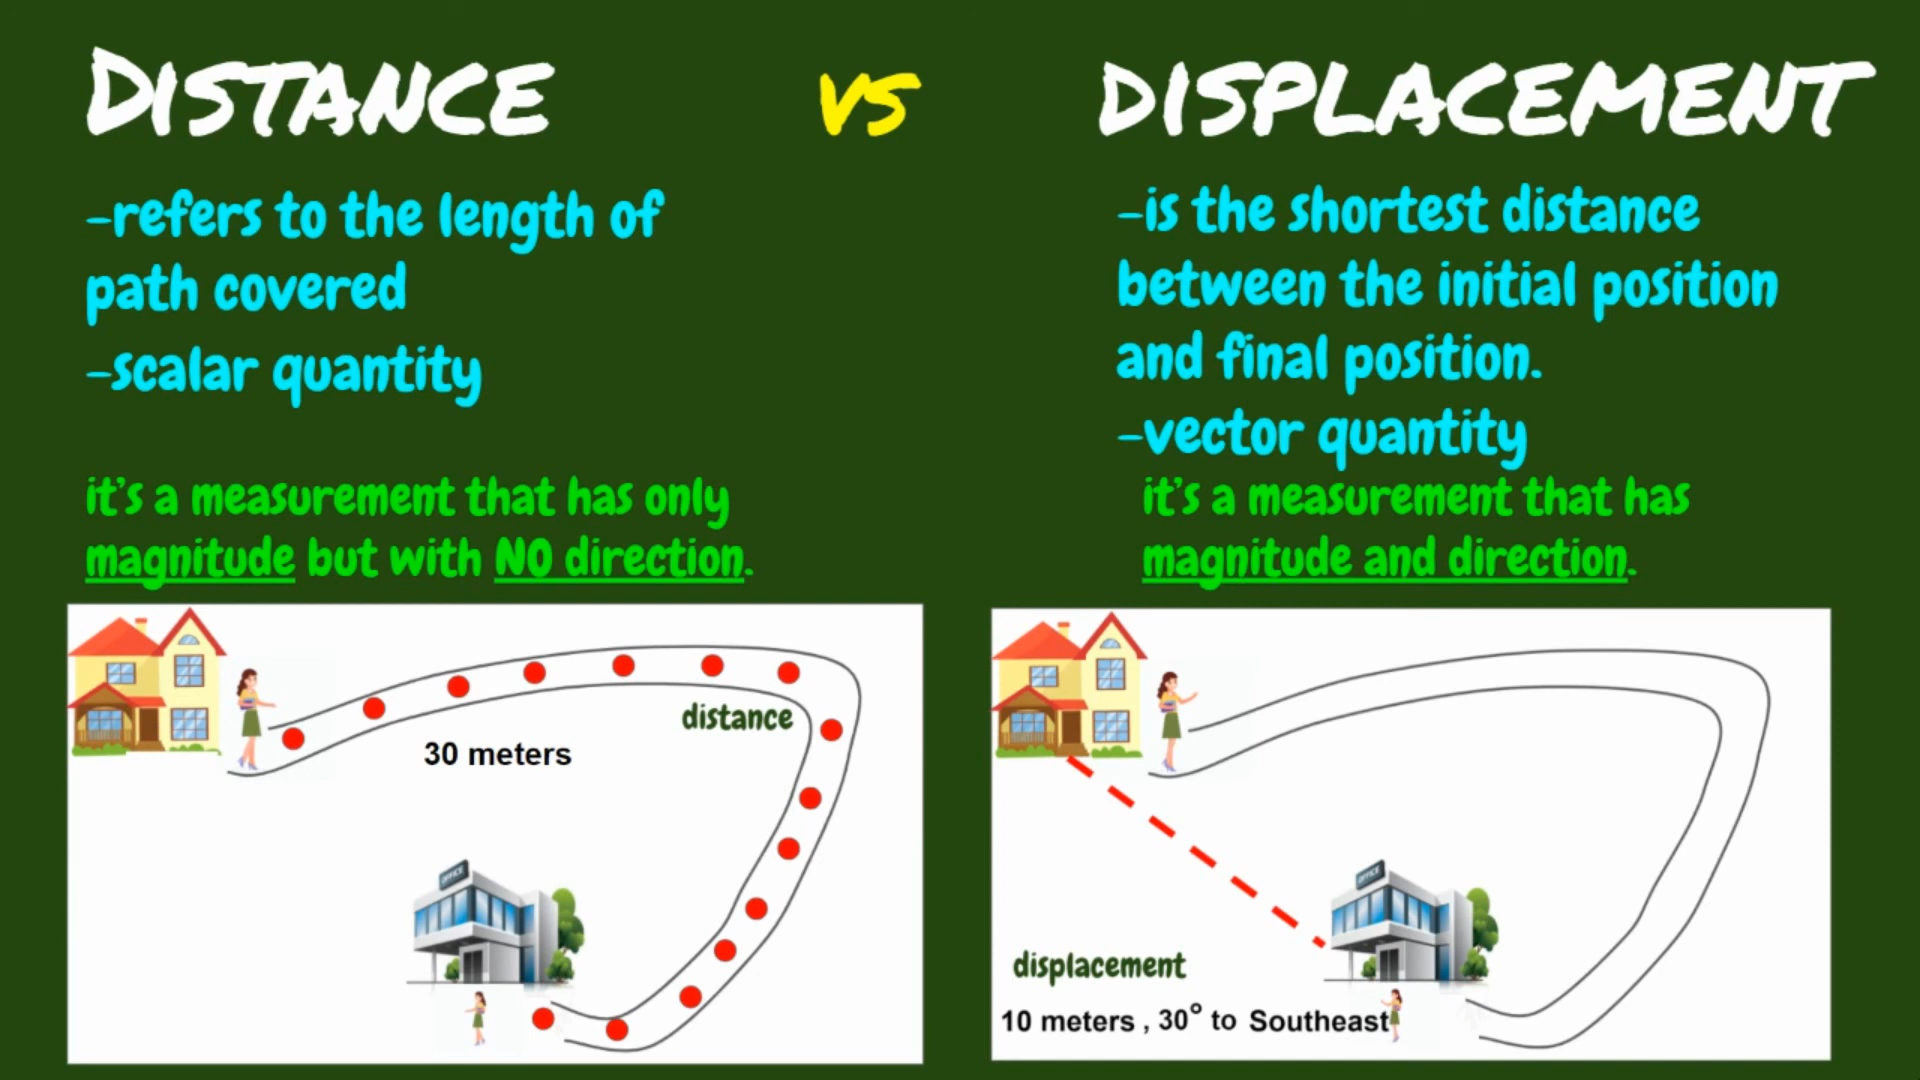 DISTANCE
VS
DISPLACEMENT
-refers to the length of
path covered
-scalar quantity
it's a measurement that has only
magnitude but with NO direction.
-is the shortest distance
between the initial position
and final position.
-vector quantity
it's a measurement that has
magnitude and direction.
distance
30 meters
OFFICE
OFFICE
displacement
10 meters , 30° to Southeast